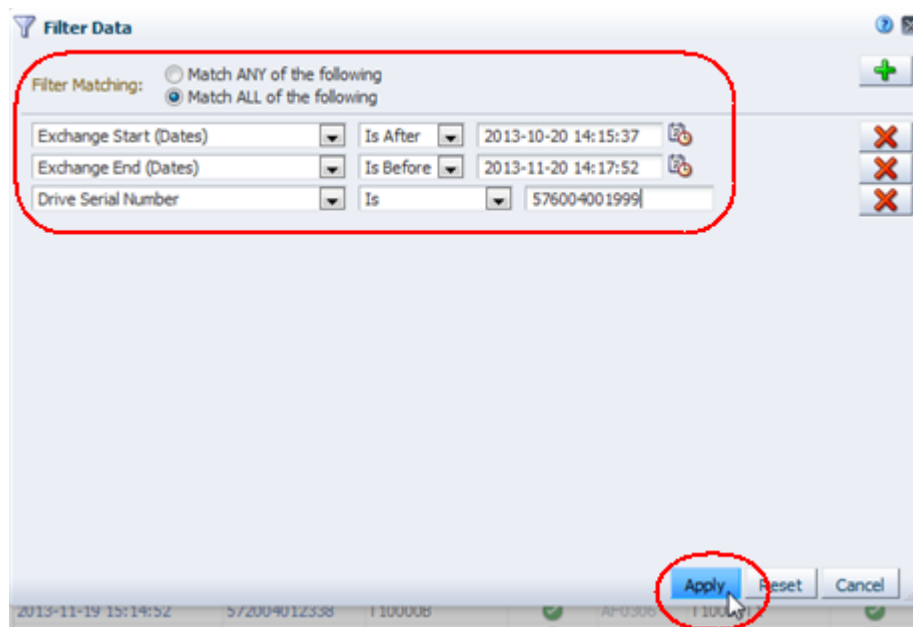 Filter Data
Filter Matching:
Match ANY of the following
Match ALL of the following
Exchange Start (Dates) Is After 2013-10-20 14:15:37
Exchange End (Dates) Is Before 2013-11-20 14:17:52
Drive Serial Number Is 576004001999
Apply Reset Cancel
2013-11-19 15:14:52 572004012338 T10000B AF0306